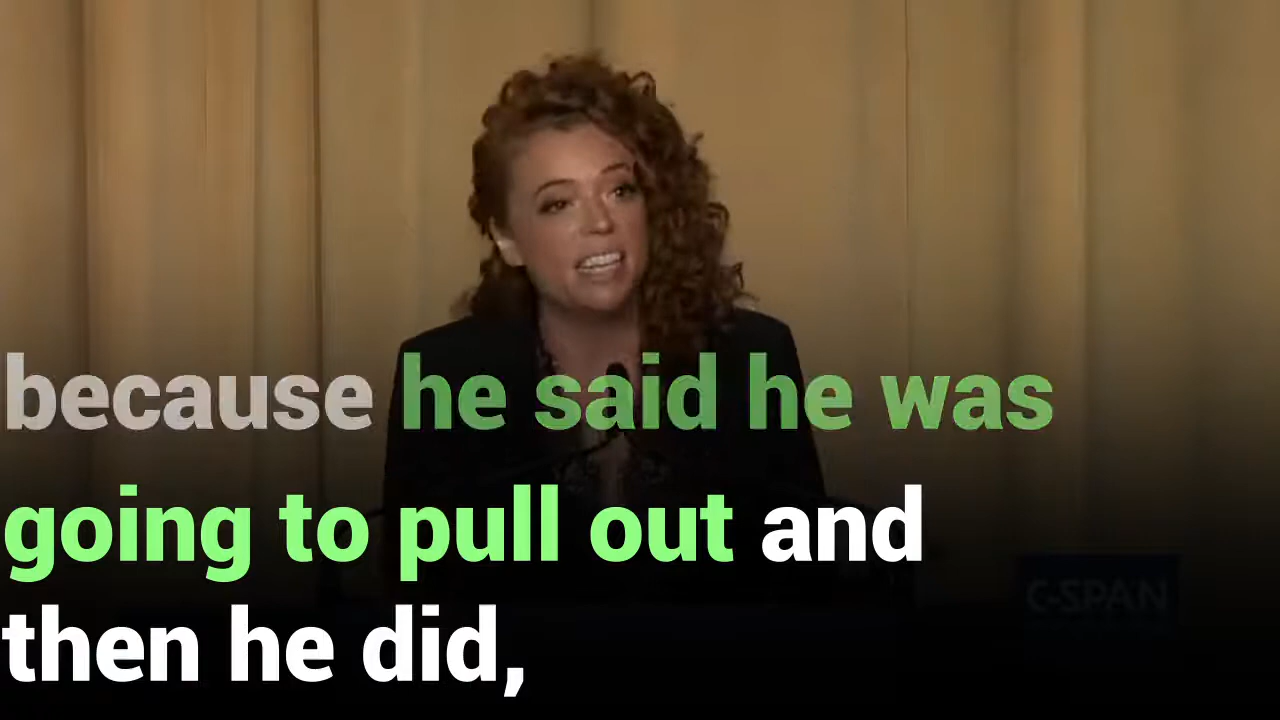 because he said he was
going to pull out and
then he did,
C-SPAN